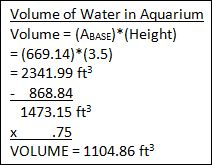 Volume of Water in Aquarium
Volume = (ABASE)*(Height)
= (669.14)*(3.5)
= 2341.99 ft³
- 868.84
1473.15 ft³
x .75
VOLUME = 1104.86 ft³